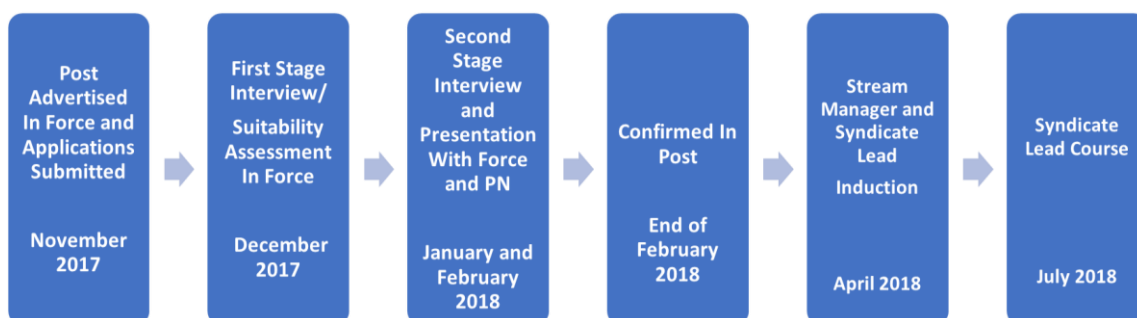 Post
Advertised
In Force and
Applications
Submitted
November
2017
First Stage
Interview/
Suitability
Assessment
In Force
December
2017
Second
Stage
Interview
and
Presentation
With Force
and PN
January and
February
2018
Confirmed In
Post
End of
February
2018
Stream
Manager and
Syndicate
Lead
Induction
April 2018
Syndicate
Lead Course
July 2018